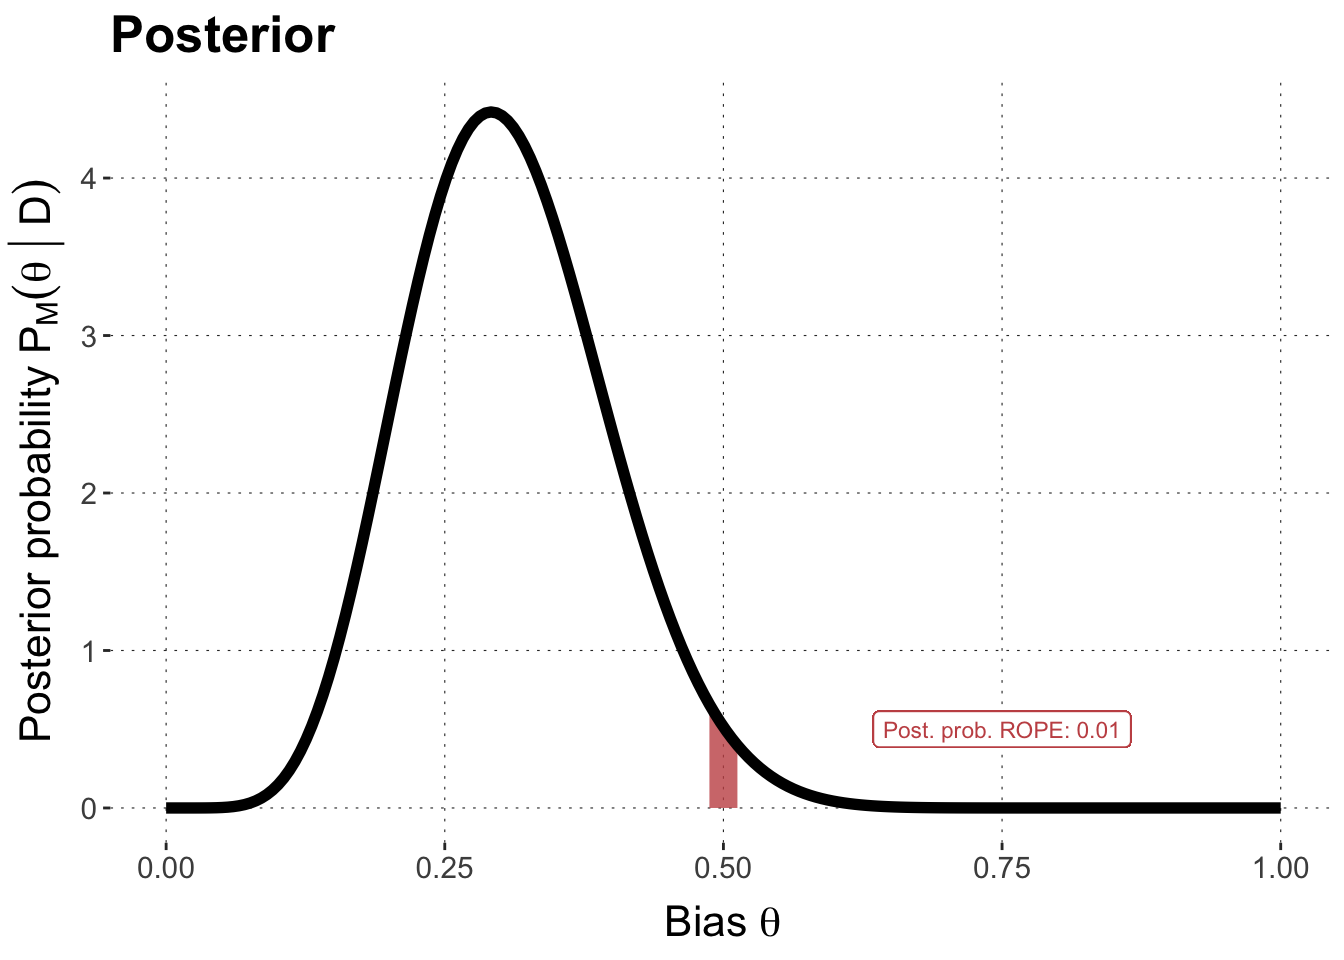 Posterior
Posterior probability P_M(θ | D)
4
3
2
1
0
Post. prob. ROPE: 0.01
0.00
0.25
0.50
0.75
1.00
Bias θ